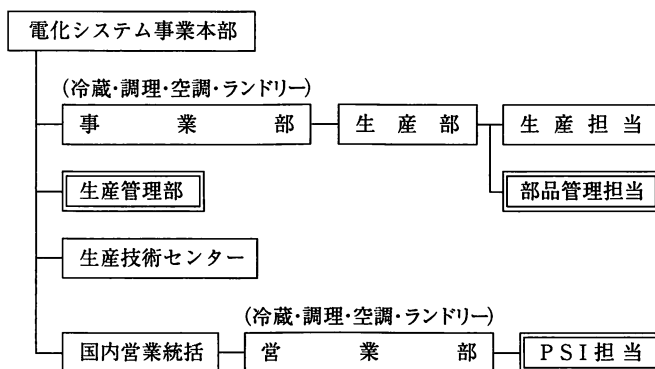 電化システム事業本部
(冷蔵・調理・空調・ランドリー)
事業部 生産部 生産担当
生産管理部 部品管理担当
生産技術センター
(冷蔵・調理・空調・ランドリー)
国内営業統括 営業部 PSI担当